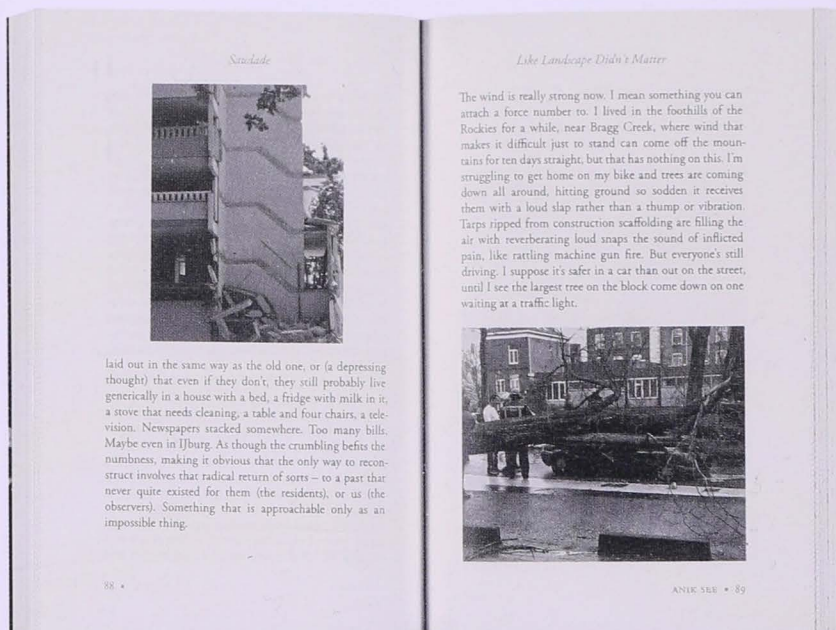 Saudade
laid out in the same way as the old one, or (a depressing
thought) that even if they don't, they still probably live
generically in a house with a bed, a fridge with milk in it,
a stove that needs cleaning, a table and four chairs, a tele-
vision. Newspapers stacked somewhere. Too many bills.
Maybe even in IJburg. As though the crumbling befits the
numbness, making it obvious that the only way to recon-
struct involves that radical return of sorts – to a past that
never quite existed for them (the residents), or us (the
observers). Something that is approachable only as an
impossible thing.
88 •
Like Landscape Didn't Matter
The wind is really strong now. I mean something you can
attach a force number to. I lived in the foothills of the
Rockies for a while, near Bragg Creek, where wind that
makes it difficult just to stand can come off the moun-
tains for ten days straight, but that has nothing on this. I'm
struggling to get home on my bike and trees are coming
down all around, hitting ground so sodden it receives
them with a loud slap rather than a thump or vibration.
Tarps ripped from construction scaffolding are filling the
air with reverberating loud snaps the sound of inflicted
pain, like rattling machine gun fire. But everyone's still
driving. I suppose it's safer in a car than out on the street,
until I see the largest tree on the block come down on one
waiting at a traffic light.
ANIK SEE • 89